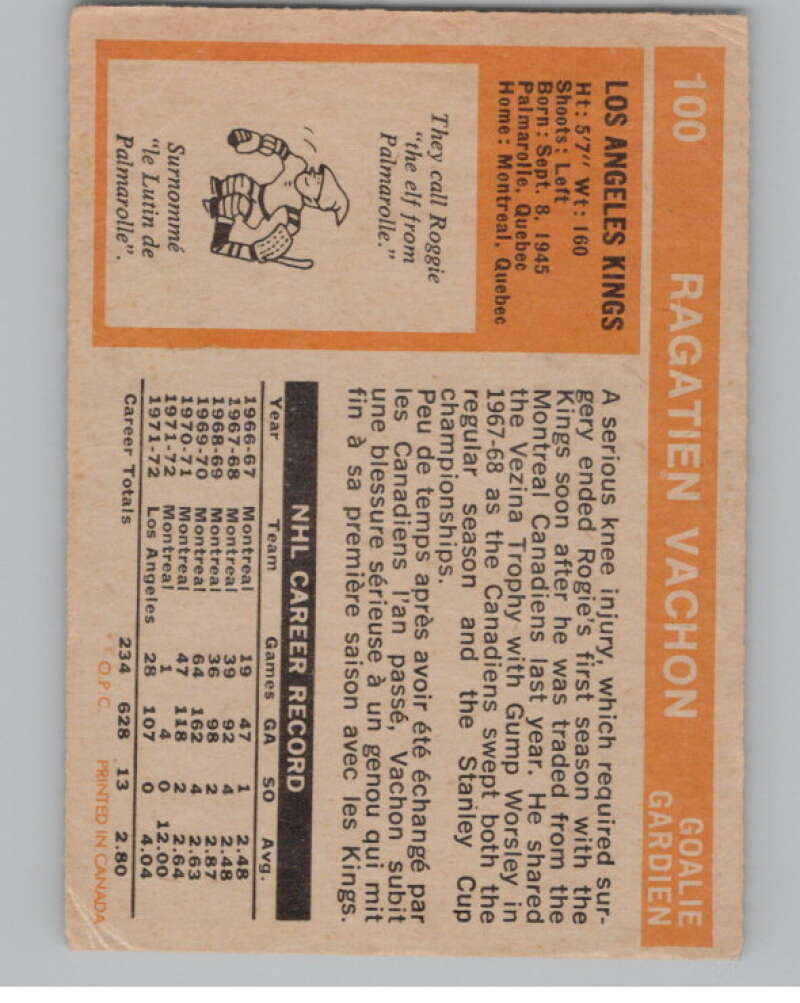 100 RAGATIEN VACHON GOALIE
GARDIEN
LOS ANGELES KINGS
Ht: 5'7" Wt: 160
Shoots: Left
Born: Sept. 8, 1945
Palmarolle, Quebec
Home: Montreal, Quebec
They call Roggie
"the elf from
Palmarolle."
Surnommé
"le Lutin de
Palmarolle".
A serious knee injury, which required sur-
gery ended Rogie's first season with the
Kings soon after he was traded from the
Montreal Canadiens last year. He shared
the Vezina Trophy with Gump Worsley in
1967-68 as the Canadiens swept both the
regular season and the Stanley Cup
championships.
Peu de temps après avoir été échangé par
les Canadiens l'an passé, Vachon subit
une blessure sérieuse à un genou qui mit
fin à sa première saison avec les Kings.
NHL CAREER RECORD
Year Team Games GA SO Avg.
1966-67 Montreal 19 47 1 2.48
1967-68 Montreal 39 92 4 2.48
1968-69 Montreal 36 98 2 2.87
1969-70 Montreal 64 162 4 2.63
1970-71 Montreal 47 118 2 2.64
1971-72 Montreal 1 4 0 12.00
1971-72 Los Angeles 28 107 0 4.04
Career Totals 234 628 13 2.80
* * O.P.C. PRINTED IN CANADA